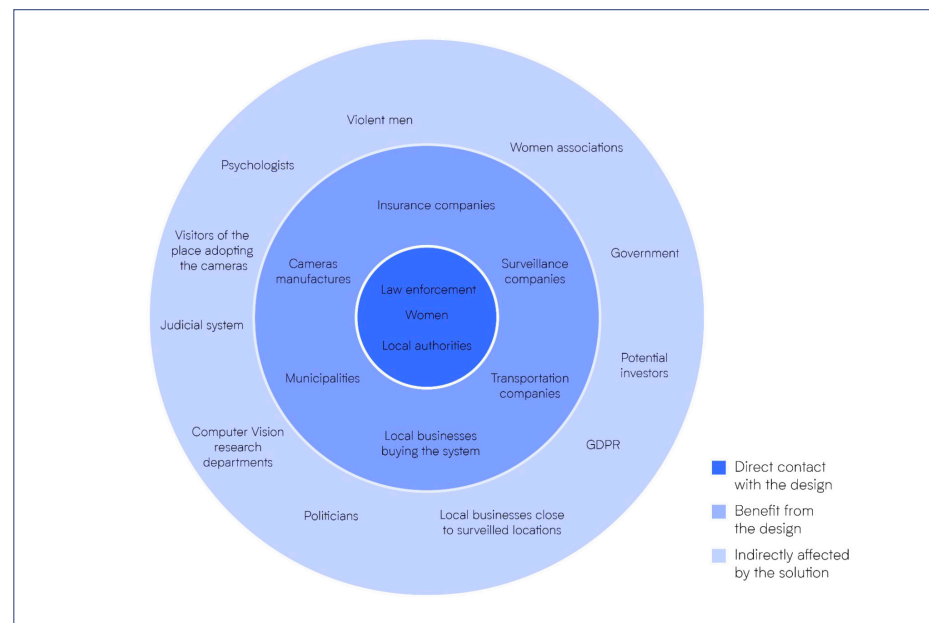 Violent men
Women associations
Psychologists
Insurance companies
Visitors of the
place adopting
the cameras
Government
Cameras
manufactures
Surveillance
companies
Law enforcement
Women
Local authorities
Judicial system
Potential
investors
Municipalities
Transportation
companies
Computer Vision
research
departments
Local businesses
buying the system
GDPR
Politicians
Local businesses close
to surveilled locations
Direct contact
with the design
Benefit from
the design
Indirectly affected
by the solution